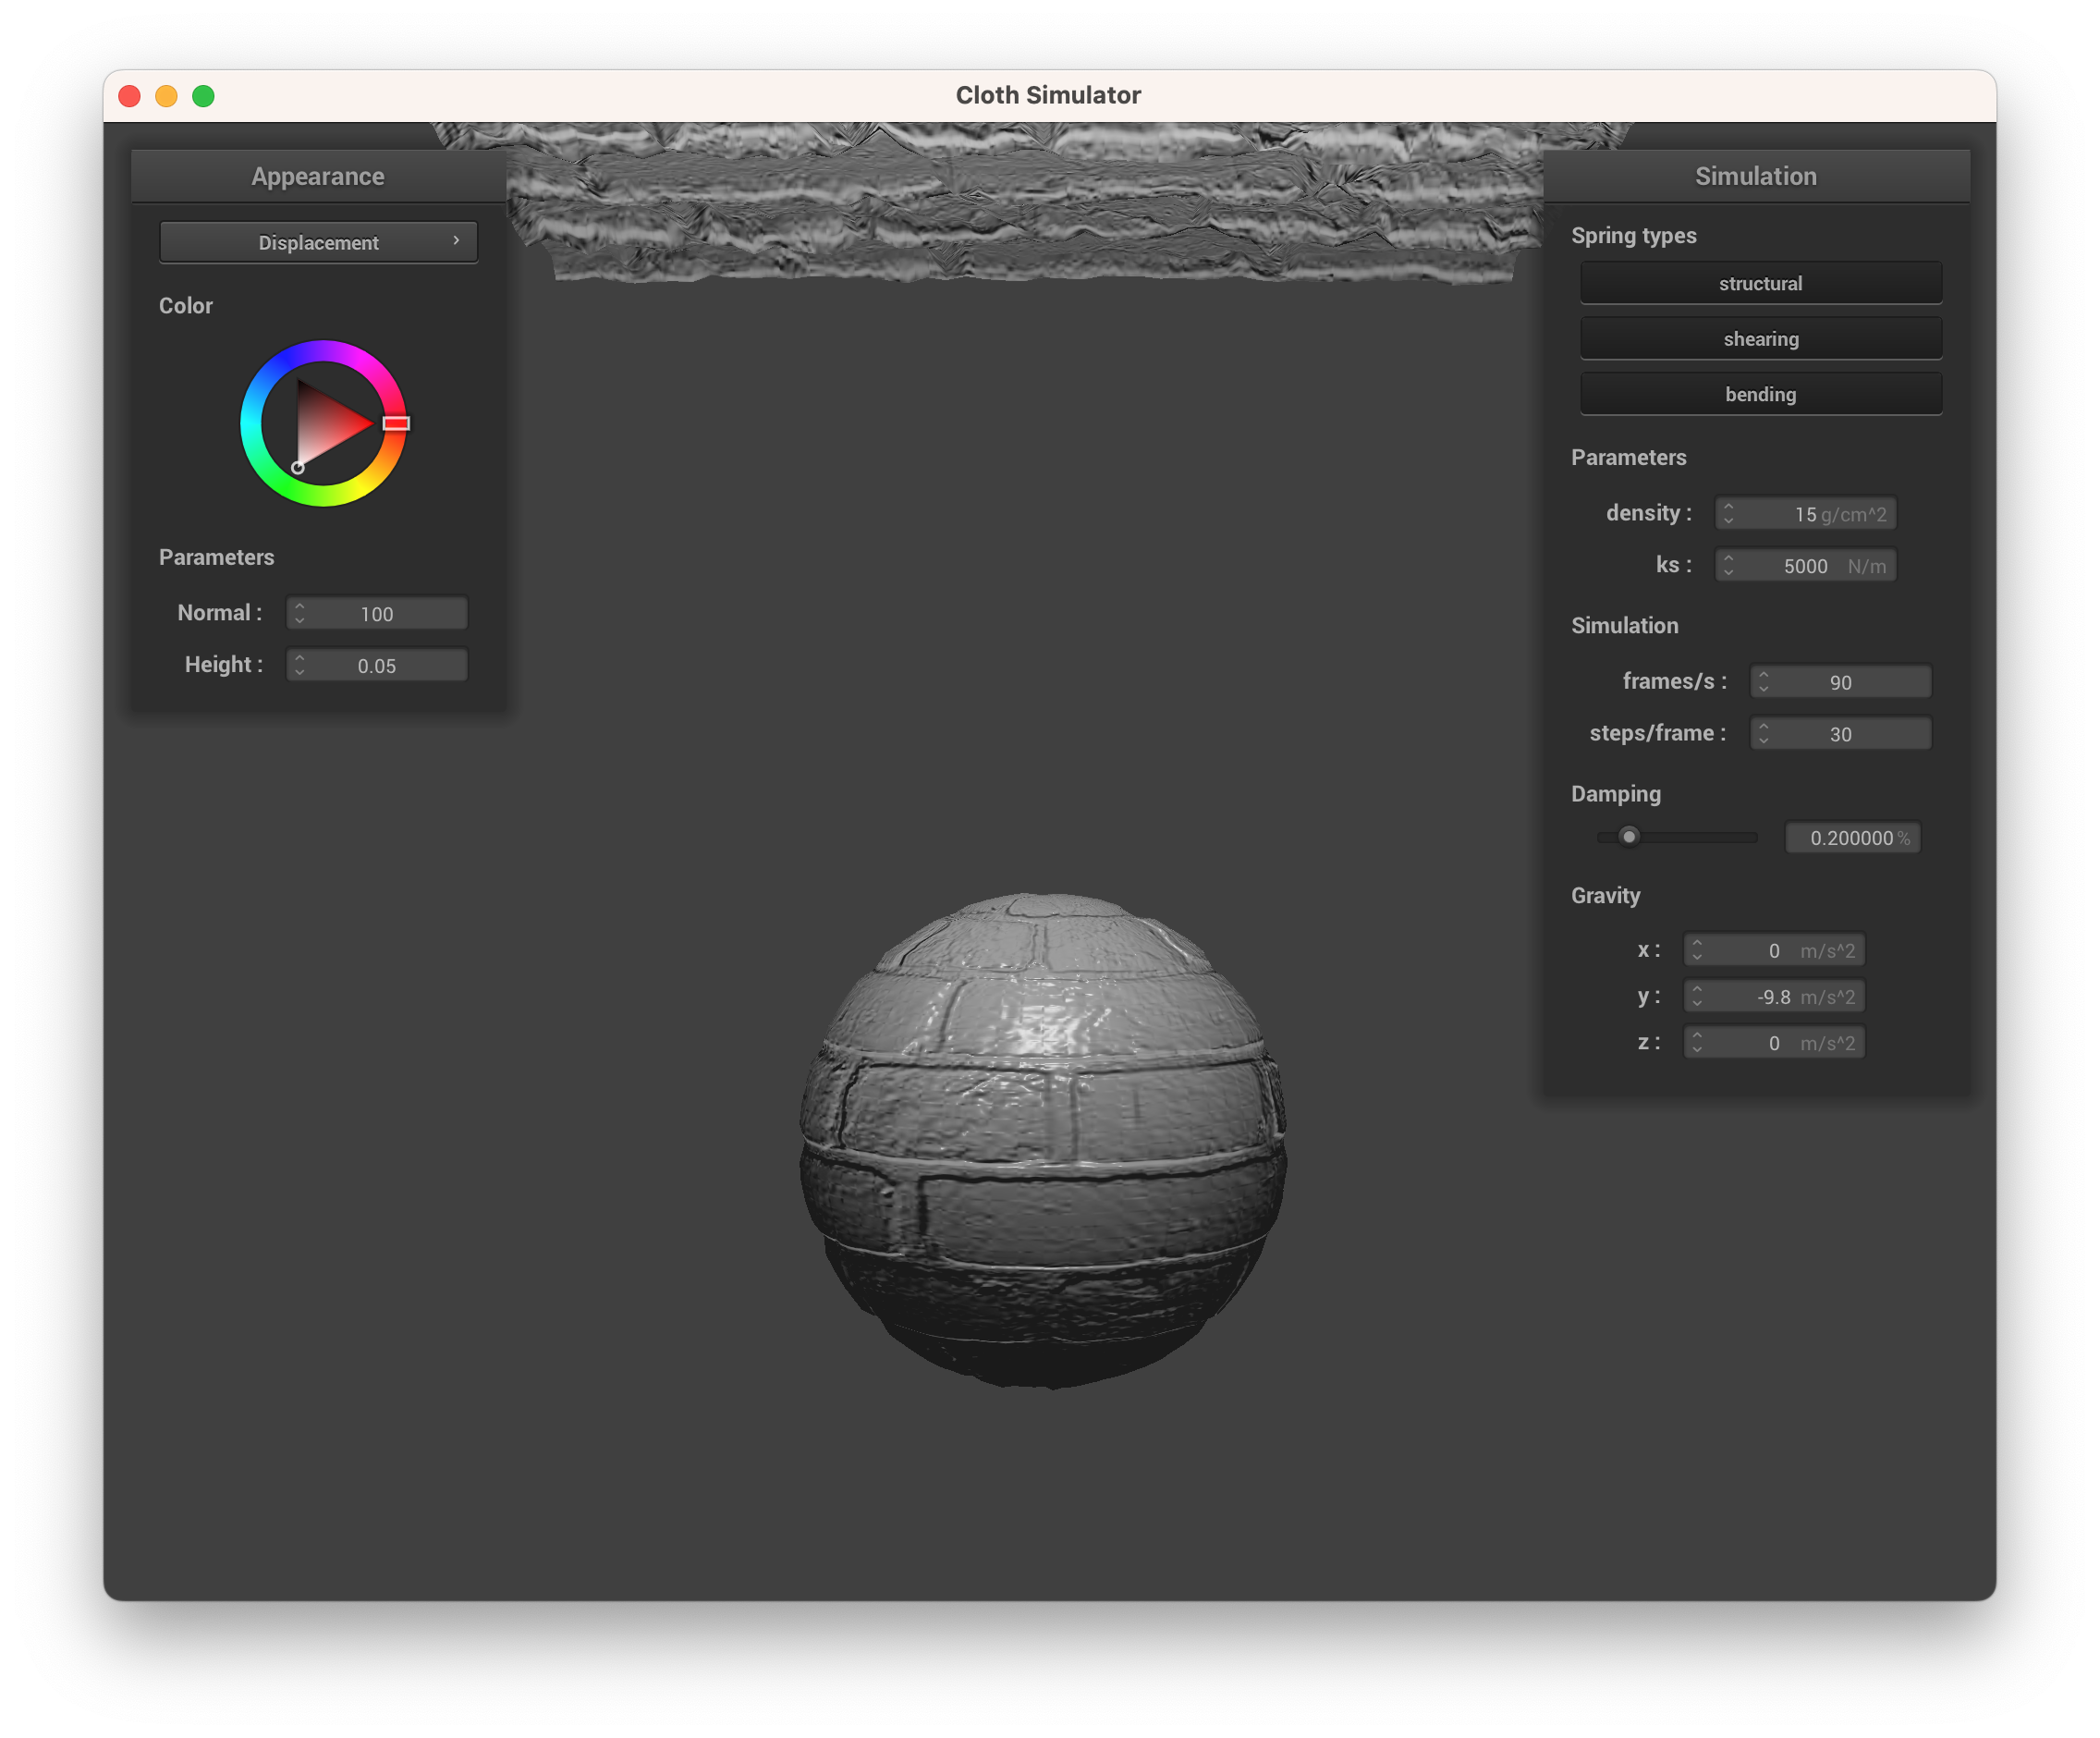 Cloth Simulator
Appearance
Displacement
Color
Parameters
Normal : 100
Height : 0.05
Simulation
Spring types
structural
shearing
bending
Parameters
density : 15 g/cm^2
ks : 5000 N/m
Simulation
frames/s : 90
steps/frame : 30
Damping
0.200000 %
Gravity
x : 0 m/s^2
y : -9.8 m/s^2
z : 0 m/s^2